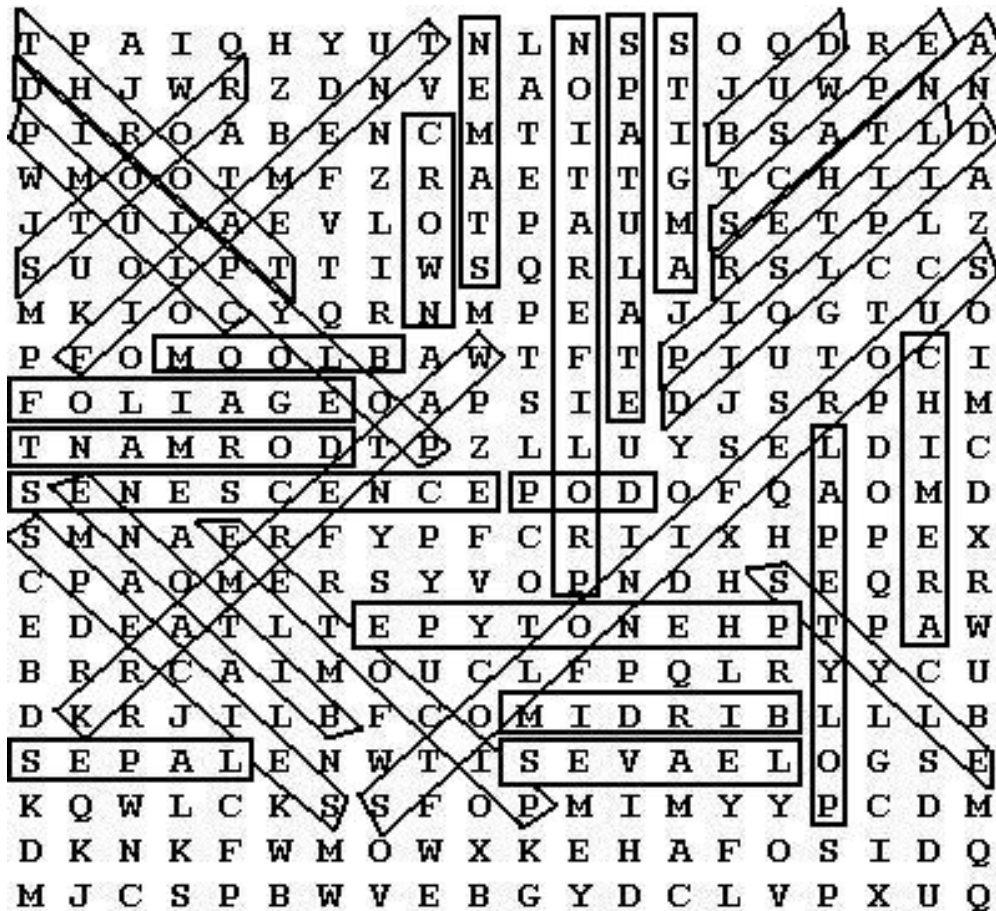 T P A I Q H Y U T N L N S S O Q D R E A
D H J W R Z D N V E A O P T J U W P N N
P I R O A B E N C M T I A I B S A T L D
W M O O T M F Z R A E T T G T C H I I A
J T U L A E V L O T P A U M S E T P L Z
S U O L P T T I W S Q R L A R S L C C S
M K I O C Y Q R N M P E A J I O G T U O
P F O M O O L B A W T F T P I U T O C I
F O L I A G E O A P S I E D J S R P H M
T N A M R O D T P Z L L U Y S E L D I C
S E N E S C E N C E P O D O F Q A O M D
S M N A E R F Y P F C R I I X H P P E X
C P A O M E R S Y V O P N D H S E Q R R
E D E A T L T E P Y T O N E H P T P A W
B R R C A I M O U C L F P Q L R Y Y C U
D K R J I L B F C O M I D R I B L L L B
S E P A L E N W T I S E V A E L O G S E
K Q W L C K S S F O P M I M Y Y P C D M
D K N K F W M O W X K E H A F O S I D Q
M J C S P B W V E B G Y D C L V P X U Q